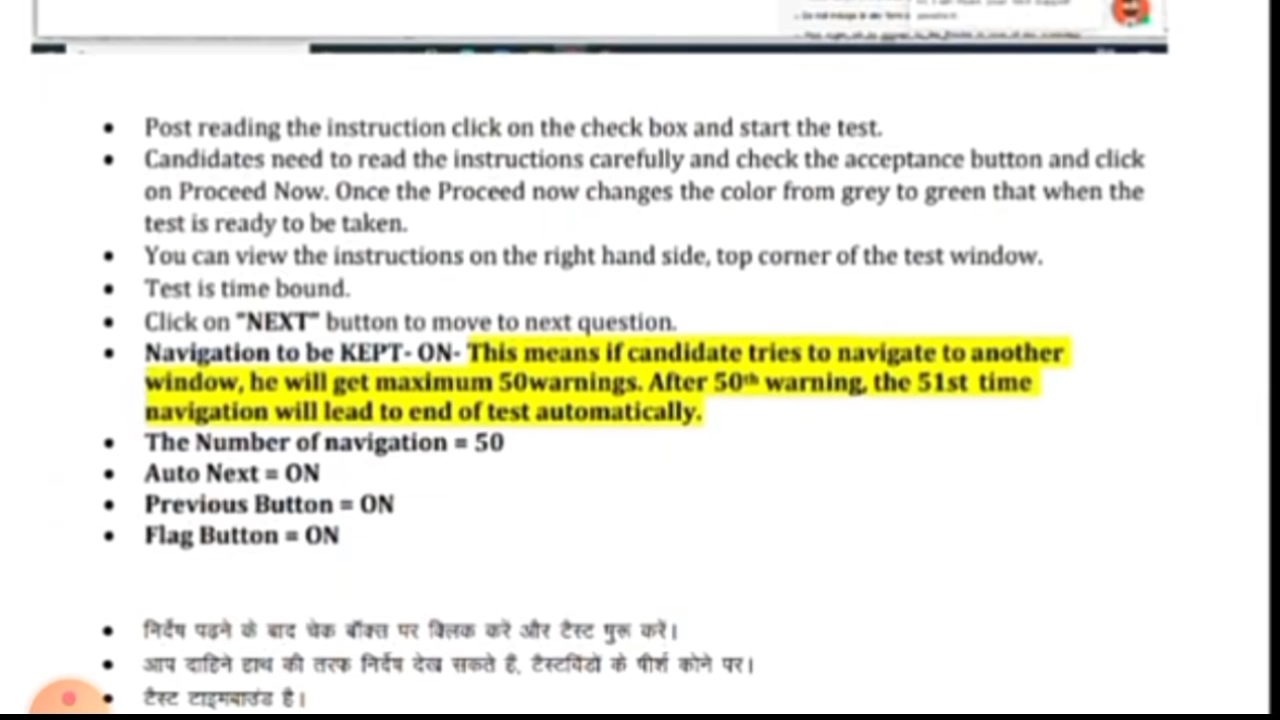 • Post reading the instruction click on the check box and start the test.
• Candidates need to read the instructions carefully and check the acceptance button and click
on Proceed Now. Once the Proceed now changes the color from grey to green that when the
test is ready to be taken.
• You can view the instructions on the right hand side, top corner of the test window.
• Test is time bound.
• Click on "NEXT" button to move to next question.
• Navigation to be KEPT- ON- This means if candidate tries to navigate to another
window, he will get maximum 50warnings. After 50th warning, the 51st time
navigation will lead to end of test automatically.
• The Number of navigation = 50
• Auto Next = ON
• Previous Button = ON
• Flag Button = ON
• निर्देष पढ़ने के बाद चेक बॉक्स पर क्लिक करें और टैस्ट षुरू करें।
• आप दाहिने हाथ की तरफ निर्देष देख सकते हैं, टैस्टविंडो के षीर्श कोने पर।
• टैस्ट टाइमबाउंड है।